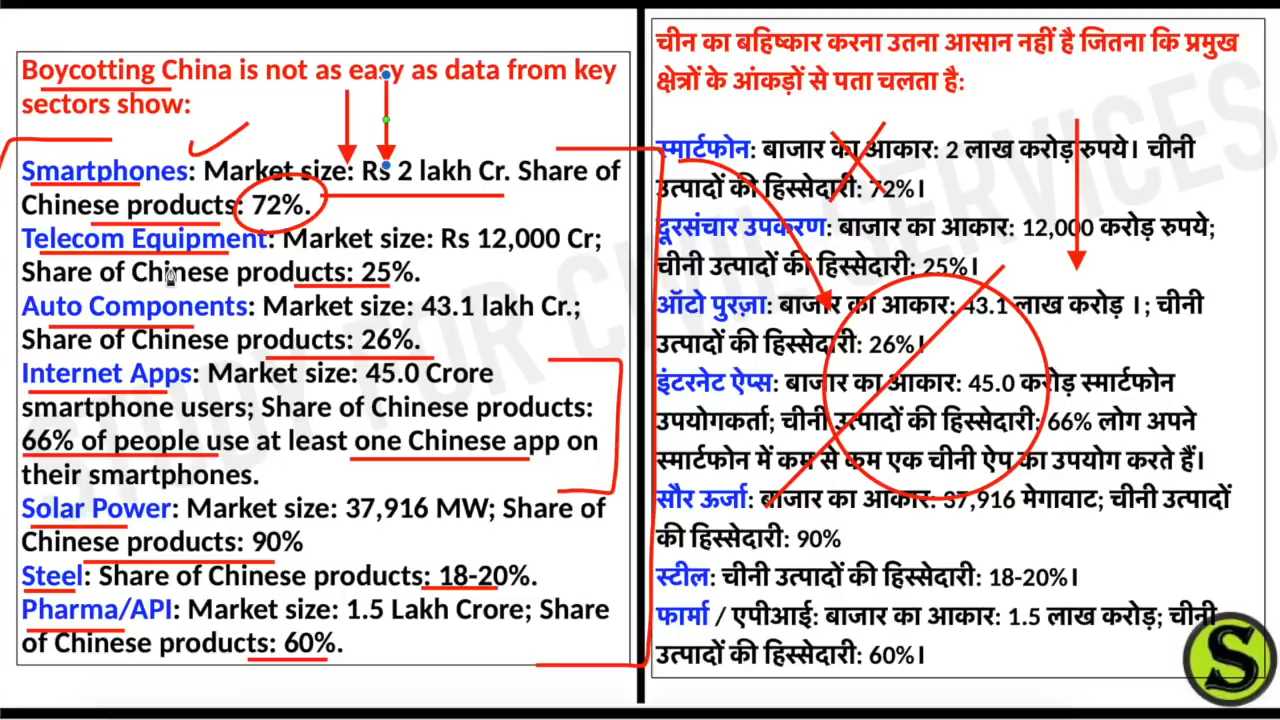 Boycotting China is not as easy as data from key
sectors show:
Smartphones: Market size: Rs 2 lakh Cr. Share of
Chinese products: 72%.
Telecom Equipment: Market size: Rs 12,000 Cr;
Share of Chinese products: 25%.
Auto Components: Market size: 43.1 lakh Cr.;
Share of Chinese products: 26%.
Internet Apps: Market size: 45.0 Crore
smartphone users; Share of Chinese products:
66% of people use at least one Chinese app on
their smartphones.
Solar Power: Market size: 37,916 MW; Share of
Chinese products: 90%
Steel: Share of Chinese products: 18-20%.
Pharma/API: Market size: 1.5 Lakh Crore; Share
of Chinese products: 60%.
चीन का बहिष्कार करना उतना आसान नहीं है जितना कि प्रमुख
क्षेत्रों के आंकड़ों से पता चलता है:
स्मार्टफोन: बाजार का आकार: 2 लाख करोड़ रुपये। चीनी
उत्पादों की हिस्सेदारी: 72%।
दूरसंचार उपकरण: बाजार का आकार: 12,000 करोड़ रुपये;
चीनी उत्पादों की हिस्सेदारी: 25%।
ऑटो पुरज़ा: बाजार का आकार: 43.1 लाख करोड़ ।; चीनी
उत्पादों की हिस्सेदारी: 26%।
इंटरनेट ऐप्स: बाजार का आकार: 45.0 करोड़ स्मार्टफोन
उपयोगकर्ता; चीनी उत्पादों की हिस्सेदारी: 66% लोग अपने
स्मार्टफोन में कम से कम एक चीनी ऐप का उपयोग करते हैं।
सौर ऊर्जा: बाजार का आकार: 37,916 मेगावाट; चीनी उत्पादों
की हिस्सेदारी: 90%
स्टील: चीनी उत्पादों की हिस्सेदारी: 18-20%।
फार्मा / एपीआई: बाजार का आकार: 1.5 लाख करोड़; चीनी
उत्पादों की हिस्सेदारी: 60%।
STUDY FOR CIVIL SERVICES
S